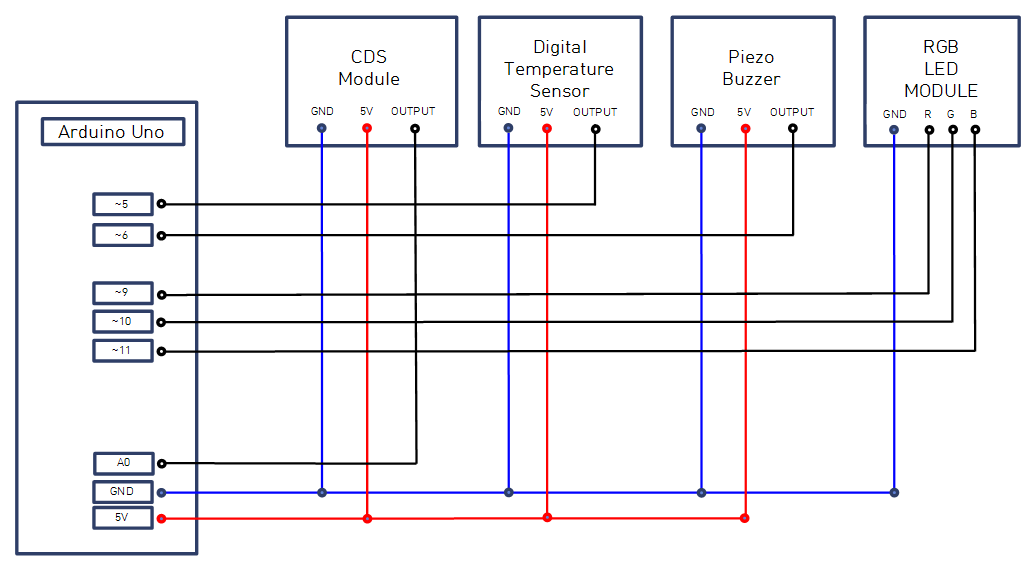 CDS
Module
GND 5V OUTPUT
Digital
Temperature
Sensor
GND 5V OUTPUT
Piezo
Buzzer
GND 5V OUTPUT
RGB
LED
MODULE
GND R G B
Arduino Uno
~5
~6
~9
~10
~11
A0
GND
5V